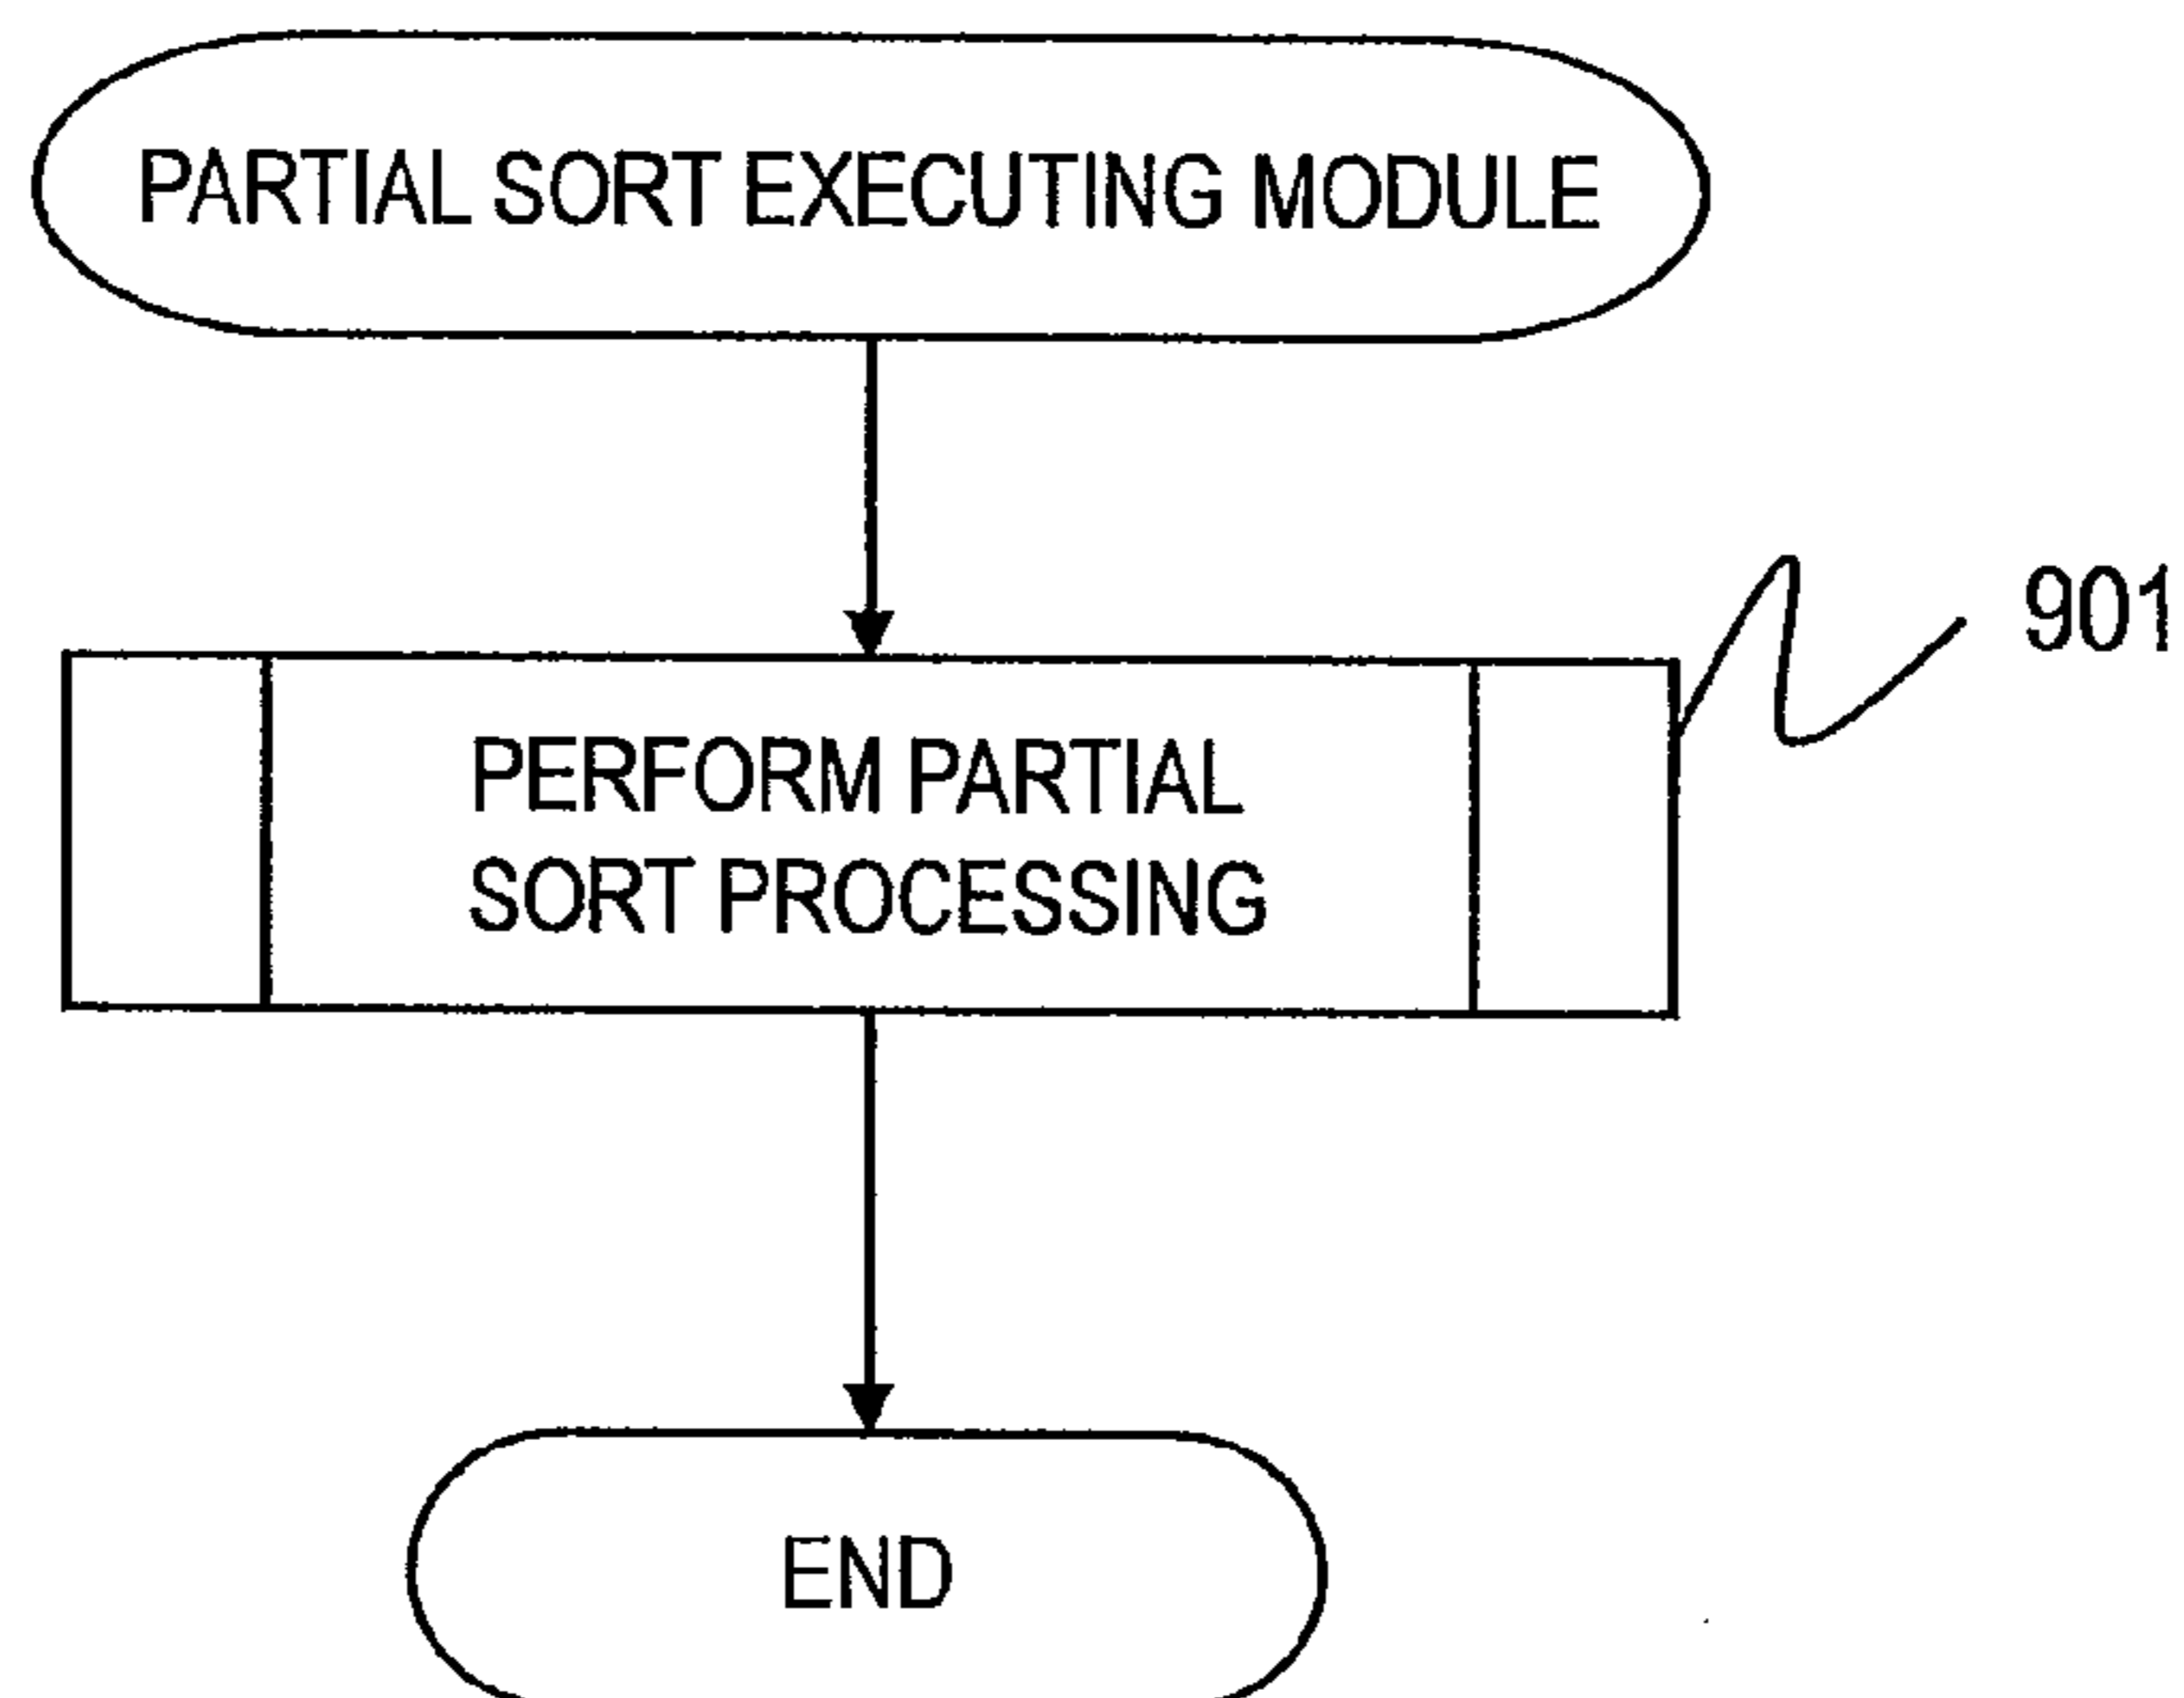 PARTIAL SORT EXECUTING MODULE
901
PERFORM PARTIAL
SORT PROCESSING
END